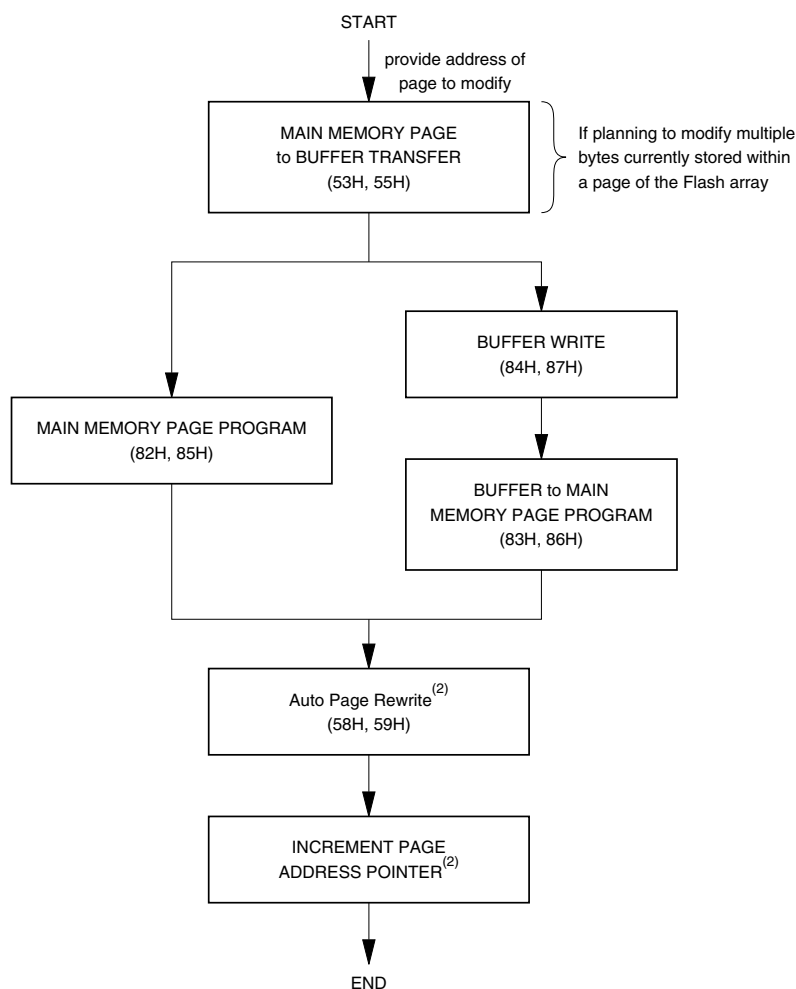 START
provide address of
page to modify
MAIN MEMORY PAGE
to BUFFER TRANSFER
(53H, 55H)
If planning to modify multiple
bytes currently stored within
a page of the Flash array
BUFFER WRITE
(84H, 87H)
MAIN MEMORY PAGE PROGRAM
(82H, 85H)
BUFFER to MAIN
MEMORY PAGE PROGRAM
(83H, 86H)
Auto Page Rewrite(2)
(58H, 59H)
INCREMENT PAGE
ADDRESS POINTER(2)
END